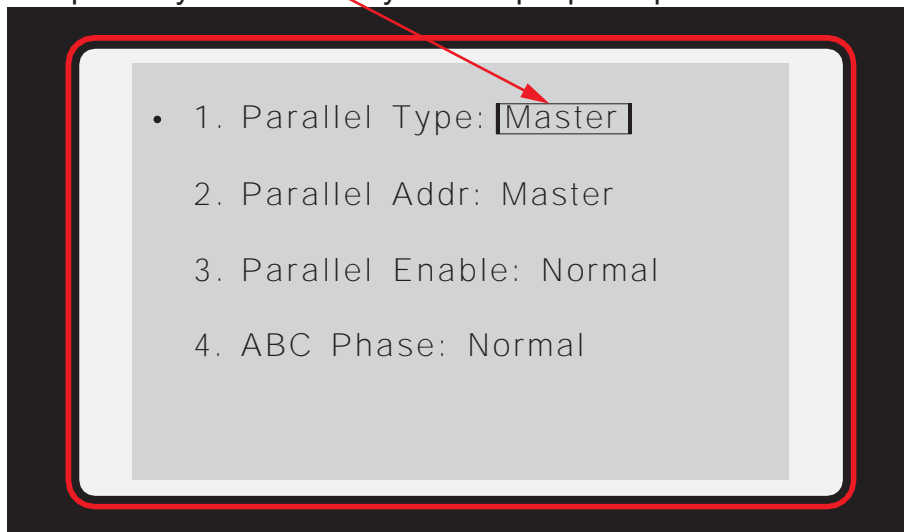 • 1. Parallel Type: Master
2. Parallel Addr: Master
3. Parallel Enable: Normal
4. ABC Phase: Normal